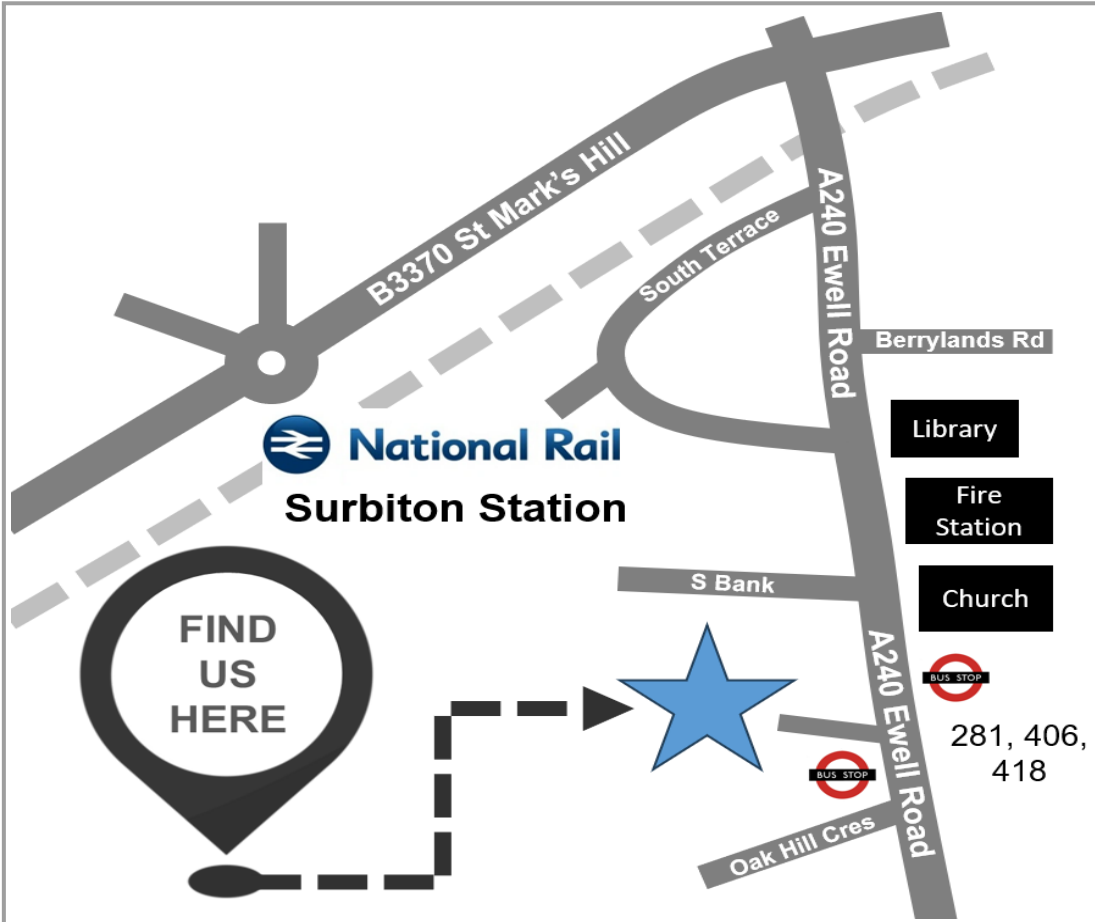 B3370 St Mark's Hill
A240 Ewell Road
South Terrace
Berrylands Rd
Library
National Rail
Surbiton Station
Fire
Station
S Bank
Church
FIND
US
HERE
A240 Ewell Road
BUS STOP
281, 406,
418
BUS STOP
Oak Hill Cres